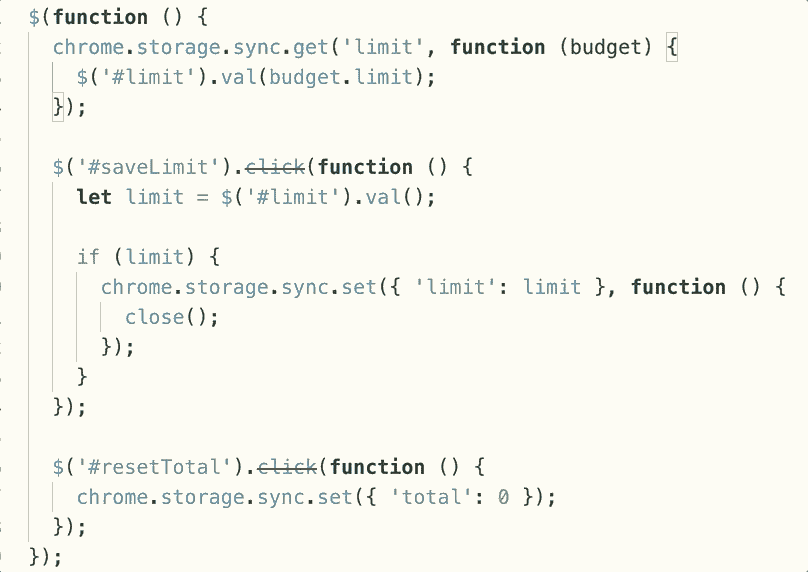 $(function () {
chrome.storage.sync.get('limit', function (budget) {
$('#limit').val(budget.limit);
});
$('#saveLimit').click(function () {
let limit = $('#limit').val();
if (limit) {
chrome.storage.sync.set({ 'limit': limit }, function () {
close();
});
}
});
$('#resetTotal').click(function () {
chrome.storage.sync.set({ 'total': 0 });
});
});